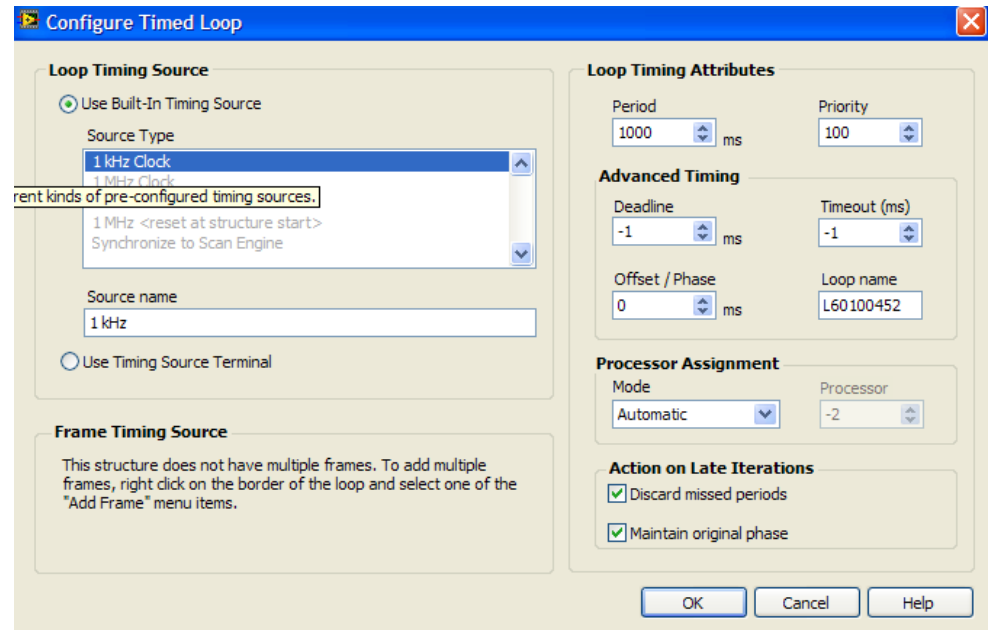 Configure Timed Loop
Loop Timing Source
Use Built-In Timing Source
Source Type
1 kHz Clock
1 MHz Clock
rent kinds of pre-configured timing sources.
1 MHz <reset at structure start>
Synchronize to Scan Engine
Source name
1 kHz
Use Timing Source Terminal
Frame Timing Source
This structure does not have multiple frames. To add multiple
frames, right click on the border of the loop and select one of the
"Add Frame" menu items.
Loop Timing Attributes
Period Priority
1000 ms 100
Advanced Timing
Deadline Timeout (ms)
-1 ms -1
Offset / Phase Loop name
0 ms L60100452
Processor Assignment
Mode Processor
Automatic -2
Action on Late Iterations
Discard missed periods
Maintain original phase
OK Cancel Help